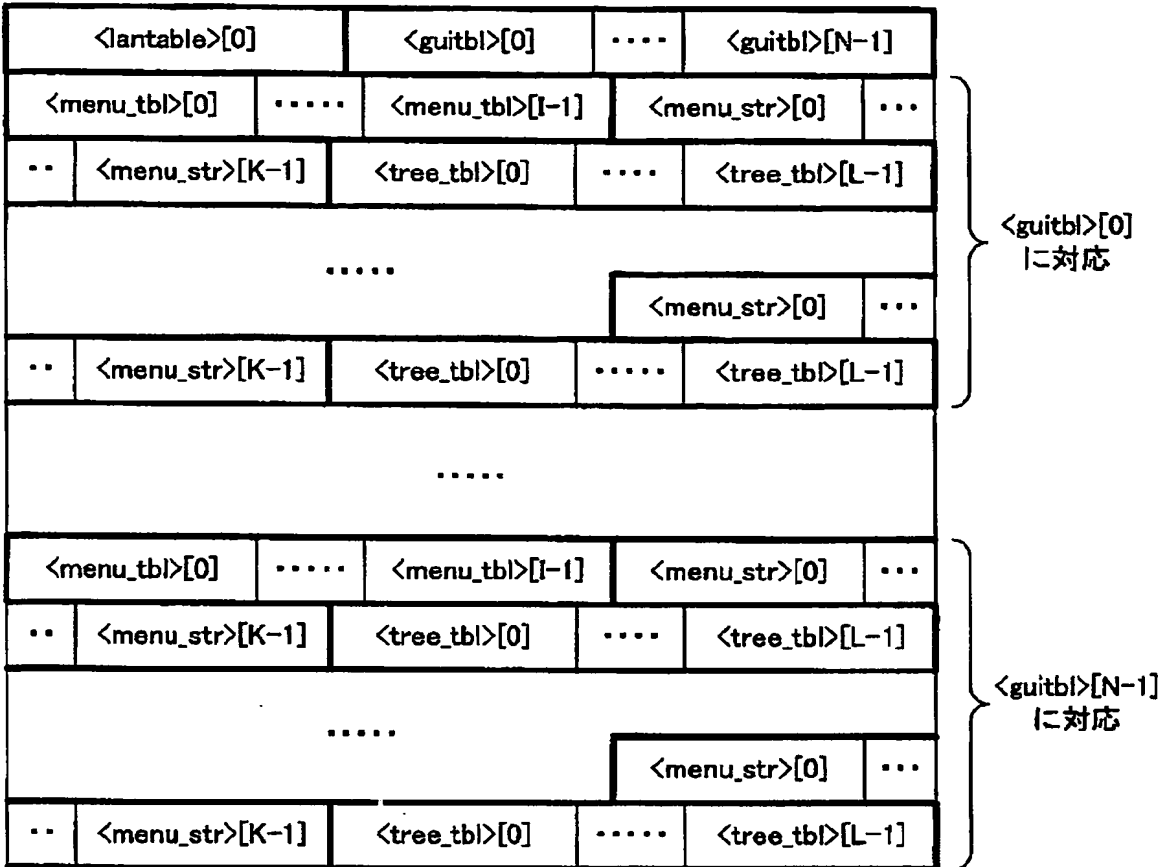 <lantable>[0] <guitbl>[0] ‥‥ <guitbl>[N-1]
<menu_tbl>[0] ‥‥‥ <menu_tbl>[I-1] <menu_str>[0] ‥・
‥ <menu_str>[K-1] <tree_tbl>[0] ‥‥ <tree_tbl>[L-1]
<guitbl>[0]
に対応
‥‥‥
<menu_str>[0] ‥・
‥ <menu_str>[K-1] <tree_tbl>[0] ‥‥‥ <tree_tbl>[L-1]
‥‥‥
<menu_tbl>[0] ‥‥‥ <menu_tbl>[I-1] <menu_str>[0] ‥・
‥ <menu_str>[K-1] <tree_tbl>[0] ‥‥ <tree_tbl>[L-1]
<guitbl>[N-1]
に対応
‥‥‥
<menu_str>[0] ‥・
‥ <menu_str>[K-1] <tree_tbl>[0] ‥‥‥ <tree_tbl>[L-1]